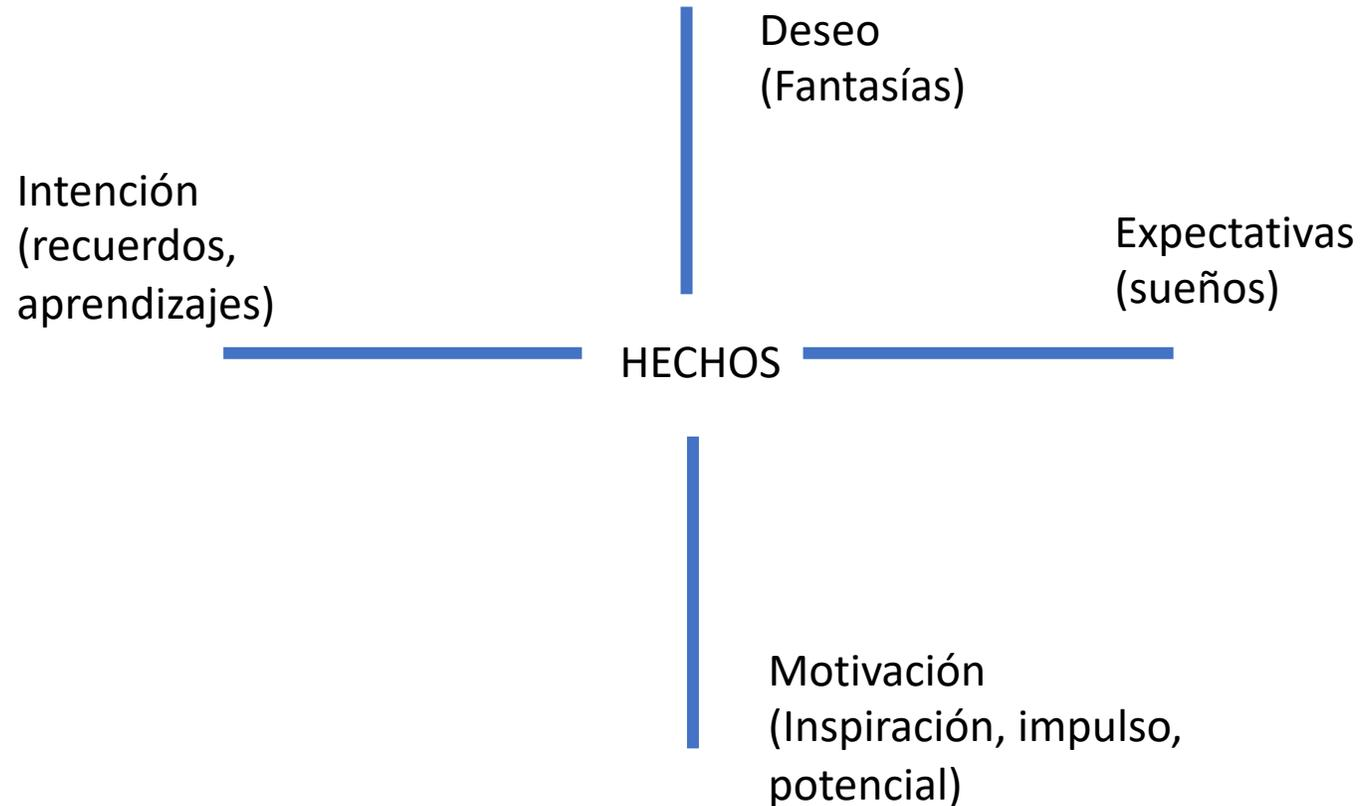 Deseo
(Fantasías)
Intención
(recuerdos,
aprendizajes)
Expectativas
(sueños)
HECHOS
Motivación
(Inspiración, impulso,
potencial)